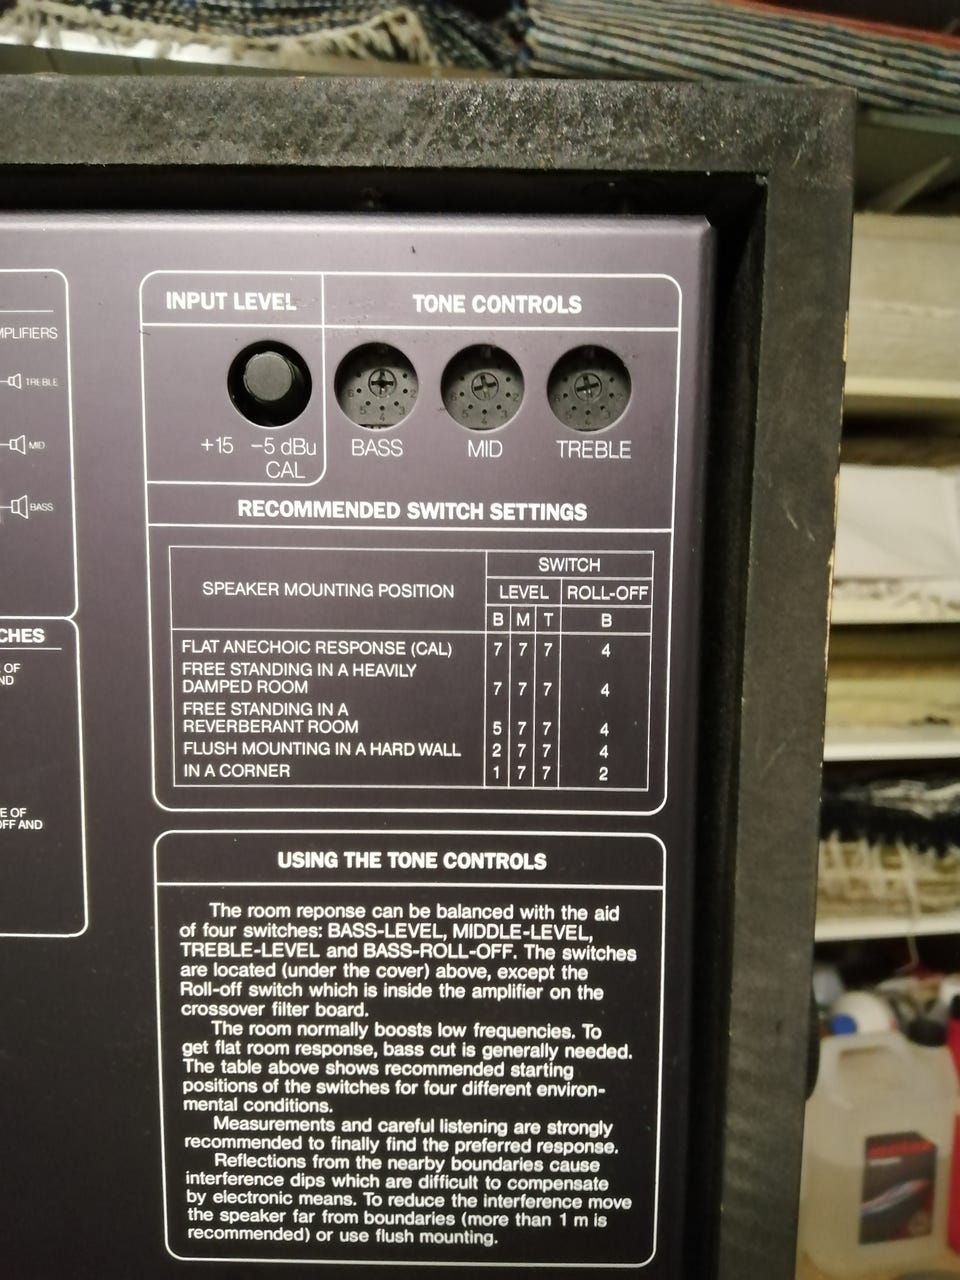 MPLIFIERS
TREBLE
MID
BASS
CHES
OF
ND
E OF
OFF AND
INPUT LEVEL
TONE CONTROLS
+15 −5 dBu
CAL
BASS
MID
TREBLE
RECOMMENDED SWITCH SETTINGS
SPEAKER MOUNTING POSITION
SWITCH
LEVEL ROLL-OFF
B M T B
FLAT ANECHOIC RESPONSE (CAL) 7 7 7 4
FREE STANDING IN A HEAVILY
DAMPED ROOM 7 7 7 4
FREE STANDING IN A
REVERBERANT ROOM 5 7 7 4
FLUSH MOUNTING IN A HARD WALL 2 7 7 4
IN A CORNER 1 7 7 2
USING THE TONE CONTROLS
The room reponse can be balanced with the aid
of four switches: BASS-LEVEL, MIDDLE-LEVEL,
TREBLE-LEVEL and BASS-ROLL-OFF. The switches
are located (under the cover) above, except the
Roll-off switch which is inside the amplifier on the
crossover filter board.
The room normally boosts low frequencies. To
get flat room response, bass cut is generally needed.
The table above shows recommended starting
positions of the switches for four different environ-
mental conditions.
Measurements and careful listening are strongly
recommended to finally find the preferred response.
Reflections from the nearby boundaries cause
interference dips which are difficult to compensate
by electronic means. To reduce the interference move
the speaker far from boundaries (more than 1 m is
recommended) or use flush mounting.